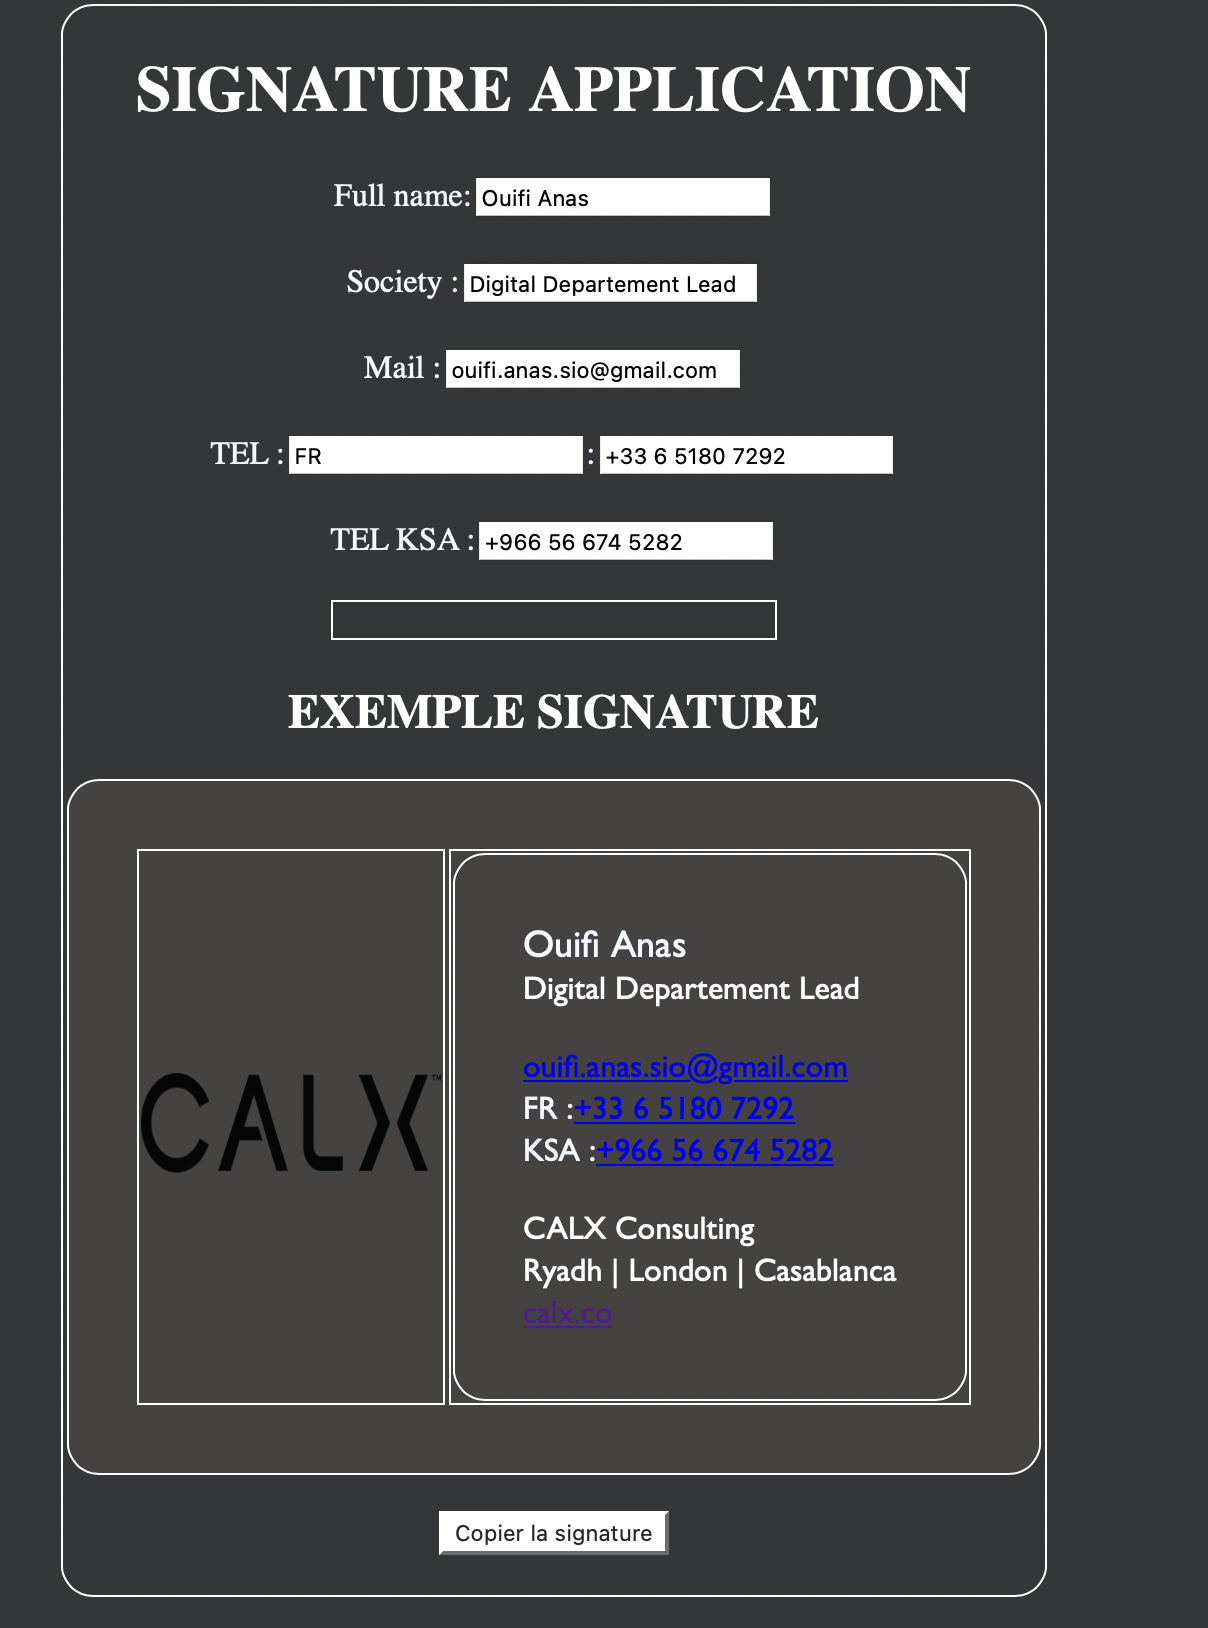 SIGNATURE APPLICATION
Full name: Ouifi Anas
Society : Digital Departement Lead
Mail : ouifi.anas.sio@gmail.com
TEL : FR : +33 6 5180 7292
TEL KSA : +966 56 674 5282
EXEMPLE SIGNATURE
CALX™
Ouifi Anas
Digital Departement Lead
ouifi.anas.sio@gmail.com
FR :+33 6 5180 7292
KSA :+966 56 674 5282
CALX Consulting
Ryadh | London | Casablanca
calx.co
Copier la signature